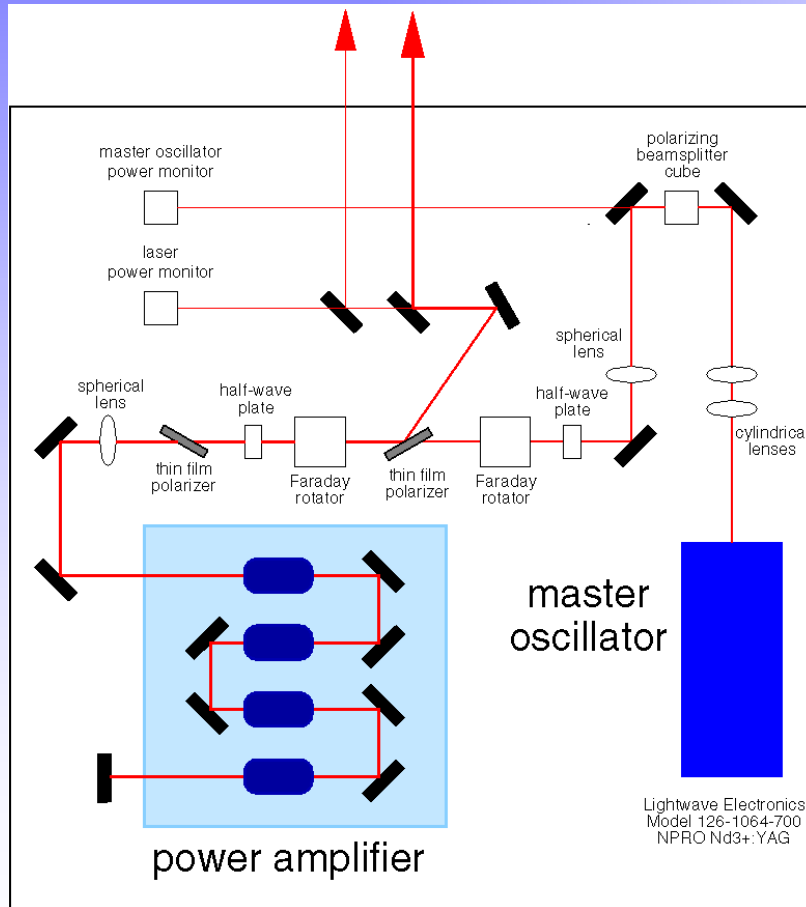 polarizing
beamsplitter
cube
master oscillator
power monitor
laser
power monitor
spherical
lens
half-wave
plate
spherical
lens
half-wave
plate
cylindrical
lenses
thin film
polarizer
Faraday
rotator
thin film
polarizer
Faraday
rotator
master
oscillator
Lightwave Electronics
Model 126-1064-700
NPRO Nd3+:YAG
power amplifier